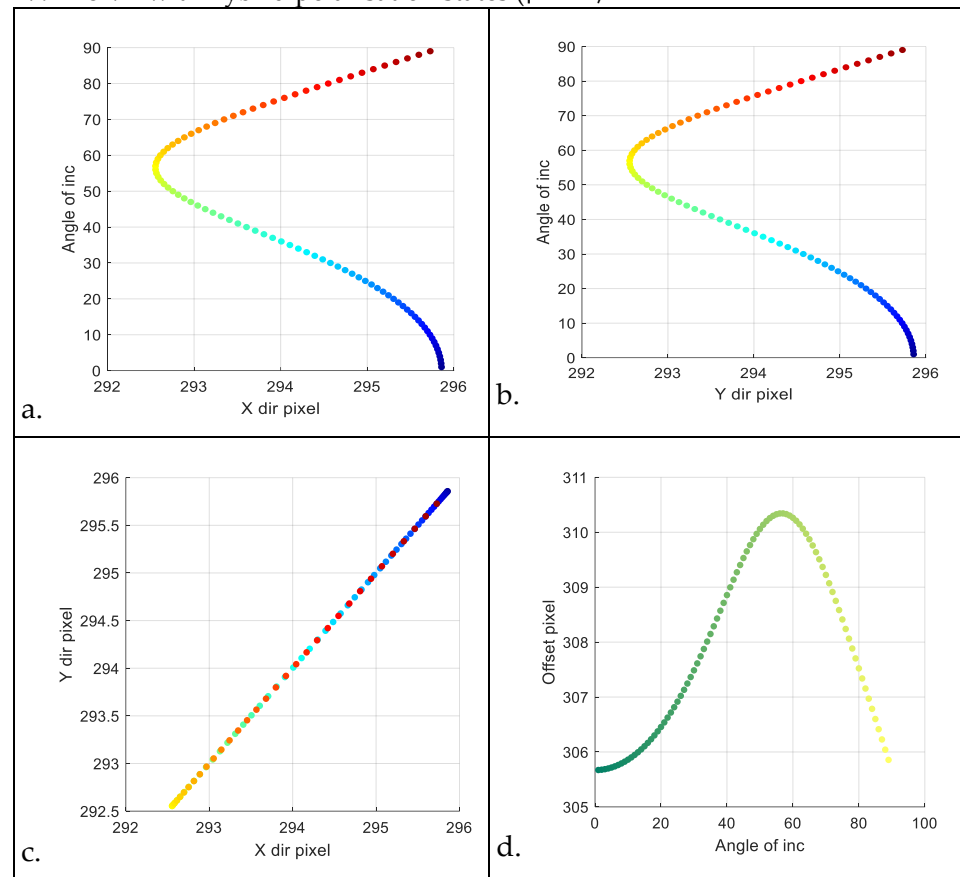 90
80
70
60
50
40
30
20
10
0
Angle of inc
292 293 294 295 296
X dir pixel
a.
90
80
70
60
50
40
30
20
10
0
Angle of inc
292 293 294 295 296
Y dir pixel
b.
296
295.5
295
294.5
294
293.5
293
292.5
Y dir pixel
292 293 294 295 296
X dir pixel
c.
311
310
309
308
307
306
305
Offset pixel
0 20 40 60 80 100
Angle of inc
d.